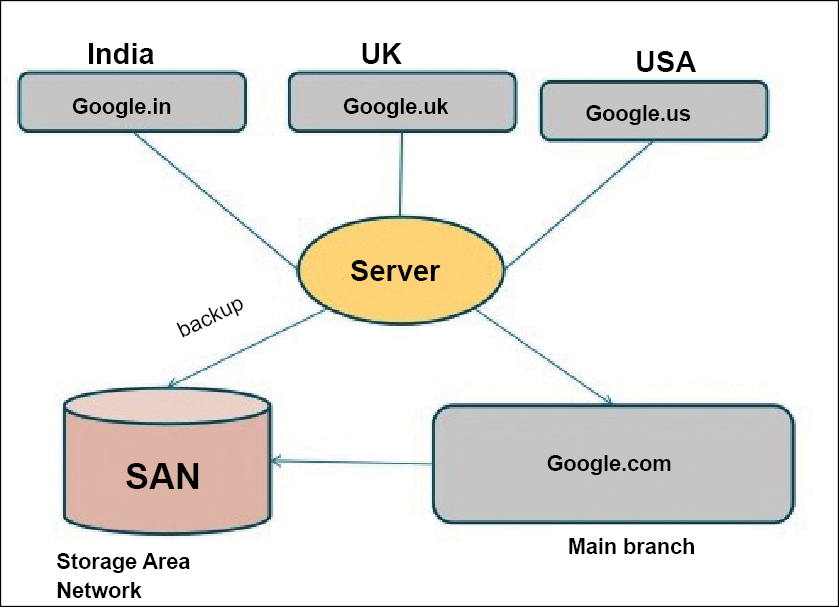 India
UK
USA
Google.in
Google.uk
Google.us
Server
backup
SAN
Google.com
Storage Area
Network
Main branch